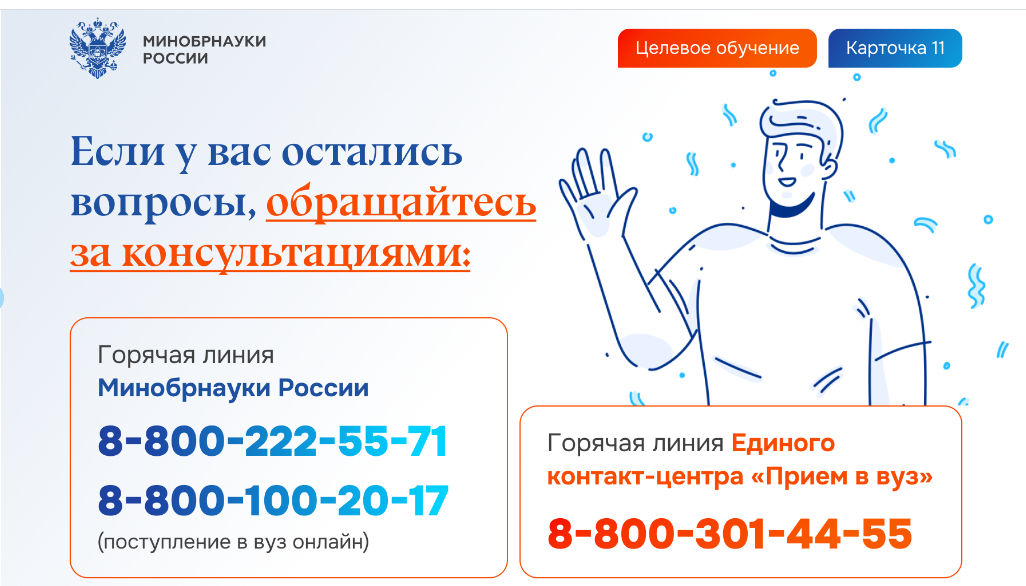 МИНОБРНАУКИ
РОССИИ
Целевое обучение
Карточка 11
Если у вас остались
вопросы, обращайтесь
за консультациями:
Горячая линия
Минобрнауки России
8-800-222-55-71
8-800-100-20-17
(поступление в вуз онлайн)
Горячая линия Единого
контакт-центра «Прием в вуз»
8-800-301-44-55